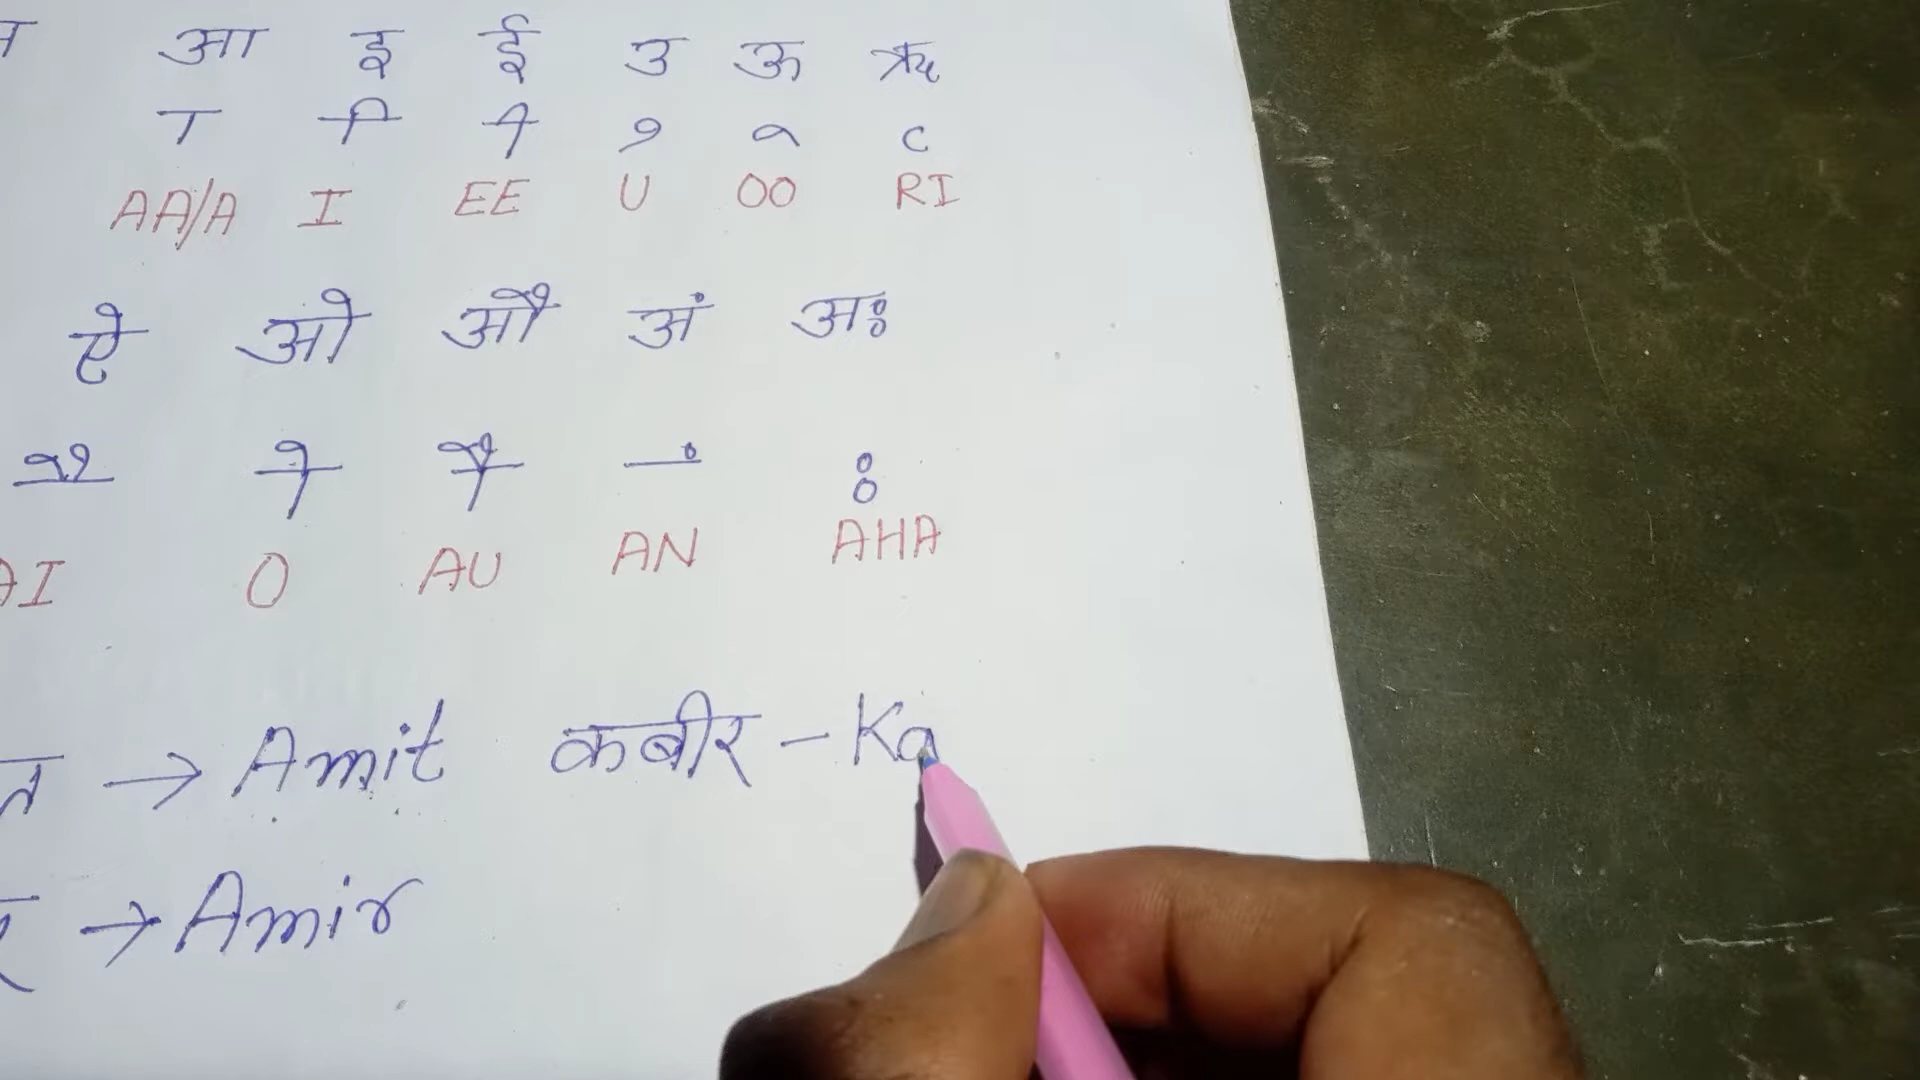 आ इ ई उ ऊ ऋ
ा ि ी ु ू ृ
AA/A I EE U OO RI
ऐ ओ औ अं अः
ै ो ौ ं ः
AI O AU AN AHA
त → Amit कबीर - Ka
र → Amir